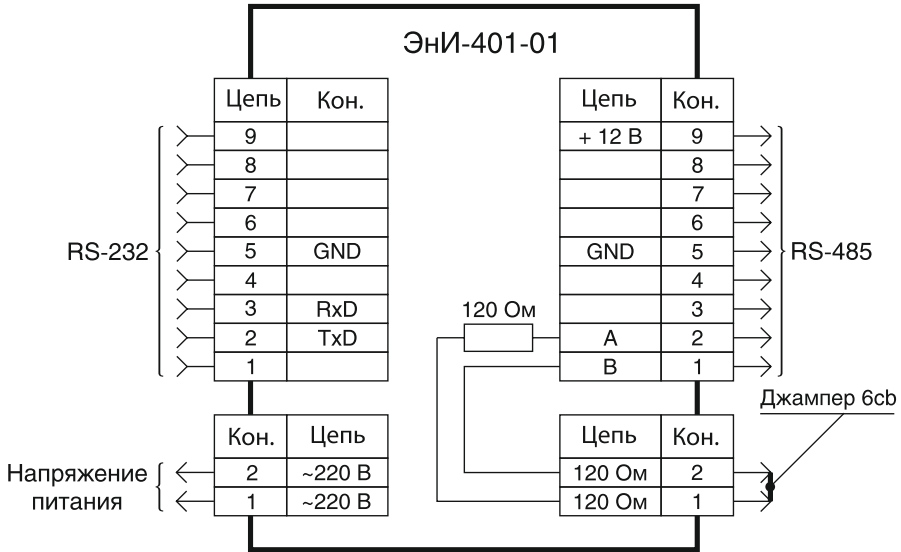 ЭнИ-401-01
Цепь Кон.
9
8
7
6
5 GND
4
3 RxD
2 TxD
1
RS-232
Цепь Кон.
+ 12 В 9
8
7
6
GND 5
4
3
А 2
В 1
RS-485
120 Ом
Джампер 6cb
Кон. Цепь
2 ~220 В
1 ~220 В
Напряжение
питания
Цепь Кон.
120 Ом 2
120 Ом 1